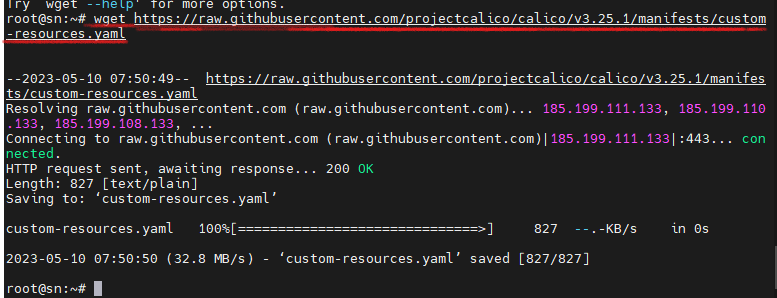 Try 'wget --help' for more options.
root@sn:~# wget https://raw.githubusercontent.com/projectcalico/calico/v3.25.1/manifests/custom
-resources.yaml
--2023-05-10 07:50:49--  https://raw.githubusercontent.com/projectcalico/calico/v3.25.1/manifes
ts/custom-resources.yaml
Resolving raw.githubusercontent.com (raw.githubusercontent.com)... 185.199.111.133, 185.199.110
.133, 185.199.108.133, ...
Connecting to raw.githubusercontent.com (raw.githubusercontent.com)|185.199.111.133|:443... con
nected.
HTTP request sent, awaiting response... 200 OK
Length: 827 [text/plain]
Saving to: ‘custom-resources.yaml’
custom-resources.yaml   100%[==============================>]     827  --.-KB/s    in 0s
2023-05-10 07:50:50 (32.8 MB/s) - ‘custom-resources.yaml’ saved [827/827]
root@sn:~#